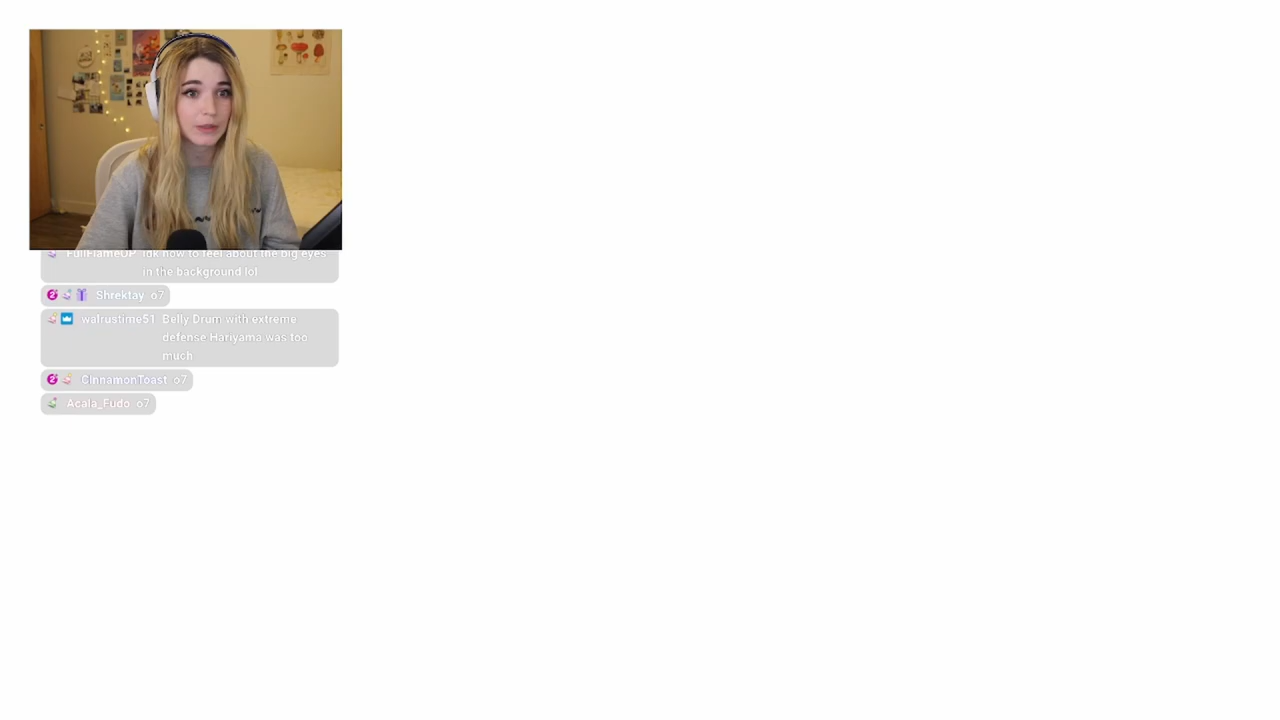 FullFlameUP idk how to feel about the big eyes
in the background lol
Shrektay o7
walrustime51 Belly Drum with extreme
defense Hariyama was too
much
CinnamonToast o7
Acala_Fudo o7